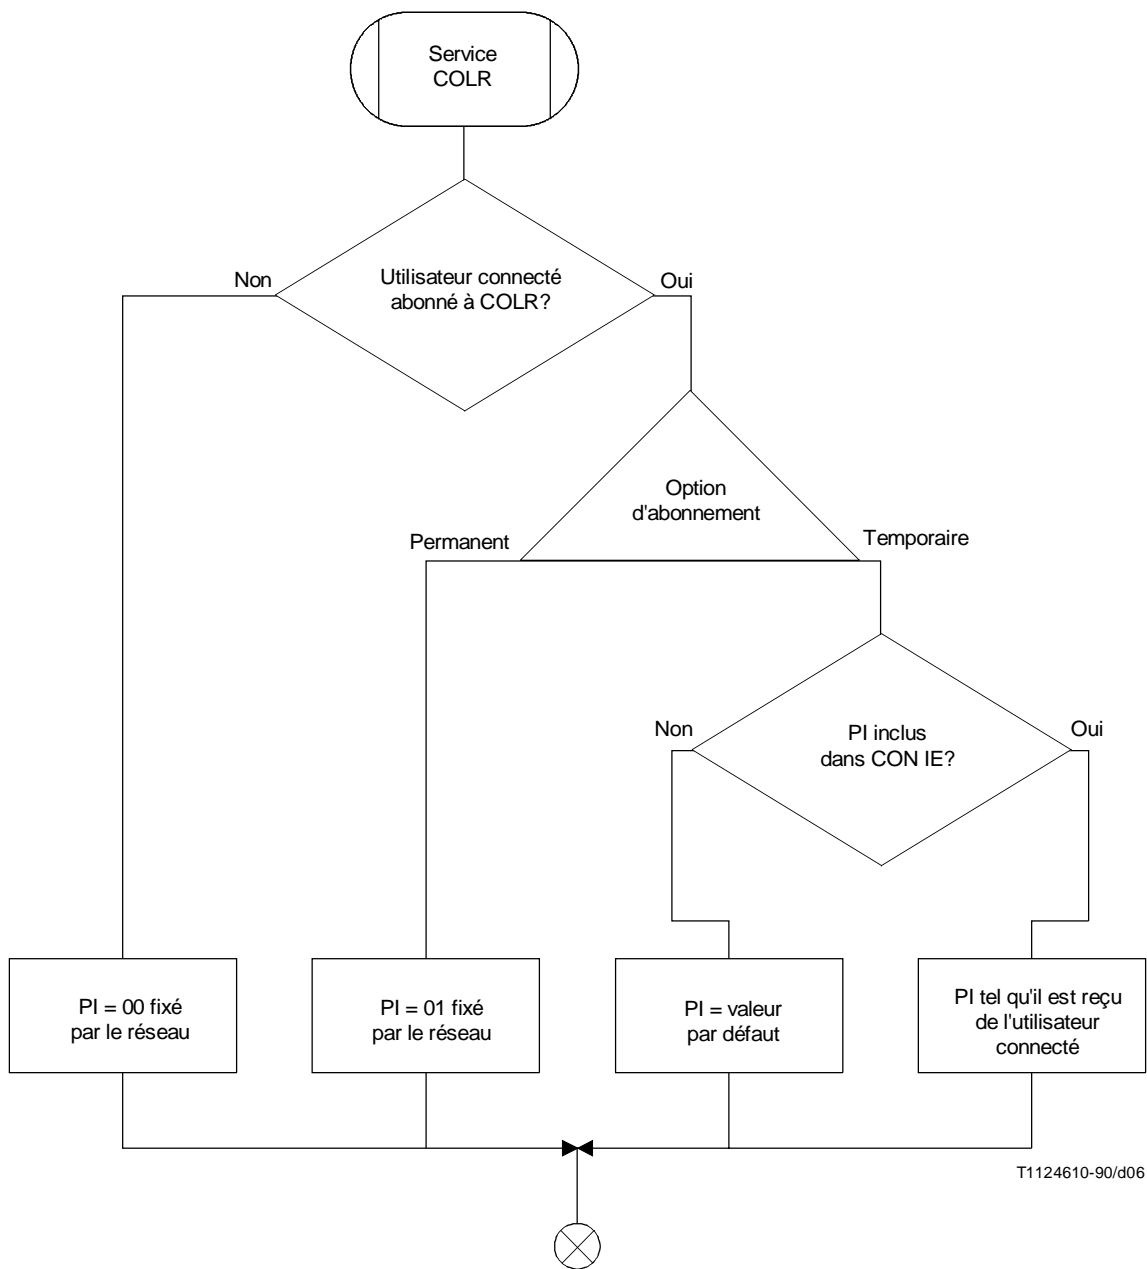 Service
COLR
Non
Utilisateur connecté
abonné à COLR?
Oui
Option
d'abonnement
Permanent
Temporaire
Non
PI inclus
dans CON IE?
Oui
PI = 00 fixé
par le réseau
PI = 01 fixé
par le réseau
PI = valeur
par défaut
PI tel qu'il est reçu
de l'utilisateur
connecté
T1124610-90/d06